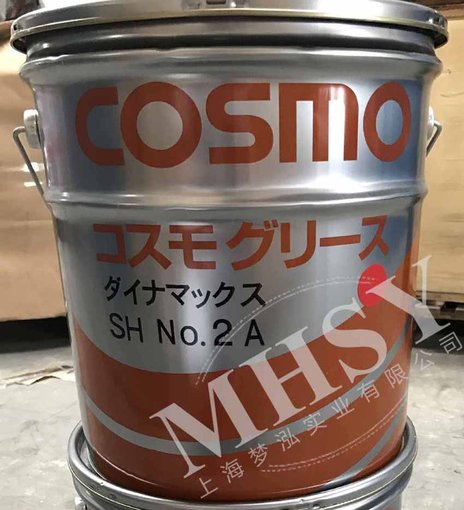 COSMO
コスモグリース
ダイナマックス
SH No.2A
MHSY
上海梦泓实业有限公司